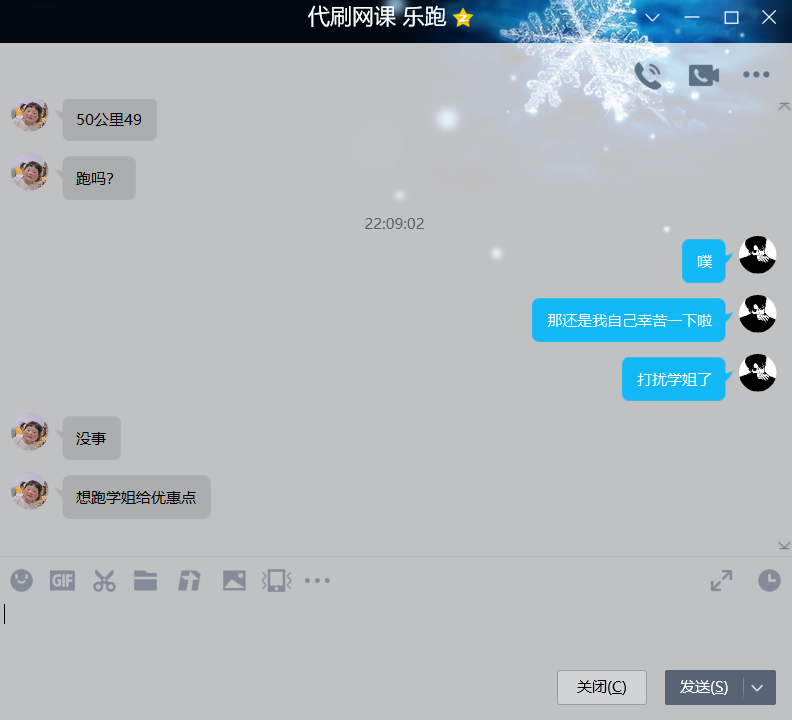 代刷网课 乐跑
50公里49
跑吗?
22:09:02
噗
那还是我自己幸苦一下啦
打扰学姐了
没事
想跑学姐给优惠点
GIF
关闭(C)
发送(S)